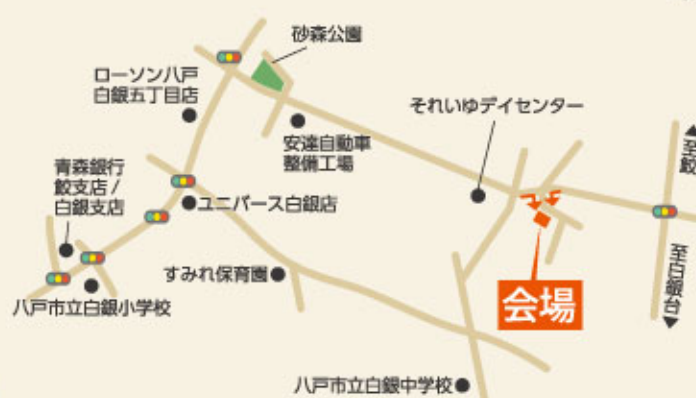 砂森公園
ローソン八戸
白銀五丁目店
それいゆデイセンター
安達自動車
整備工場
至鮫
青森銀行
鮫支店/
白銀支店
ユニバース白銀店
至白銀台
すみれ保育園
会場
八戸市立白銀小学校
八戸市立白銀中学校